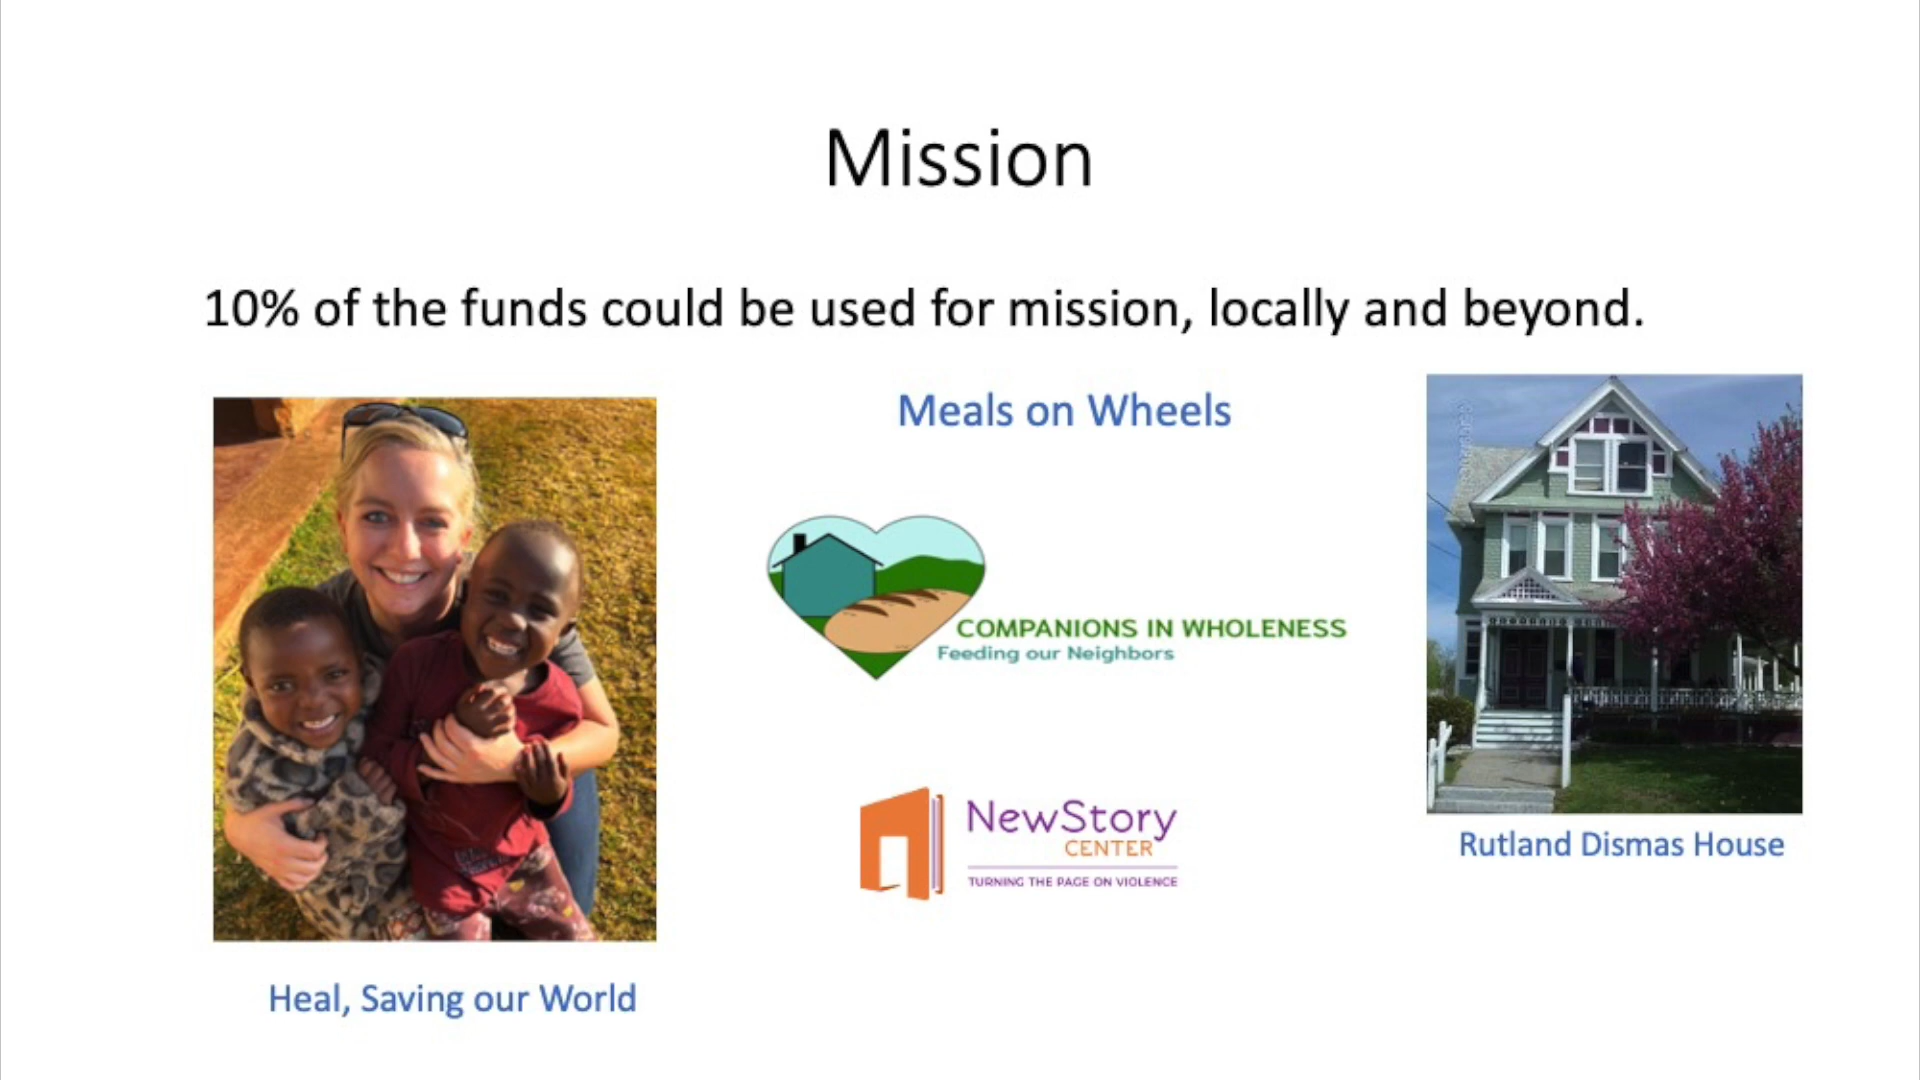 Mission
10% of the funds could be used for mission, locally and beyond.
Meals on Wheels
COMPANIONS IN WHOLENESS
Feeding our Neighbors
NewStory
CENTER
TURNING THE PAGE ON VIOLENCE
Rutland Dismas House
Heal, Saving our World